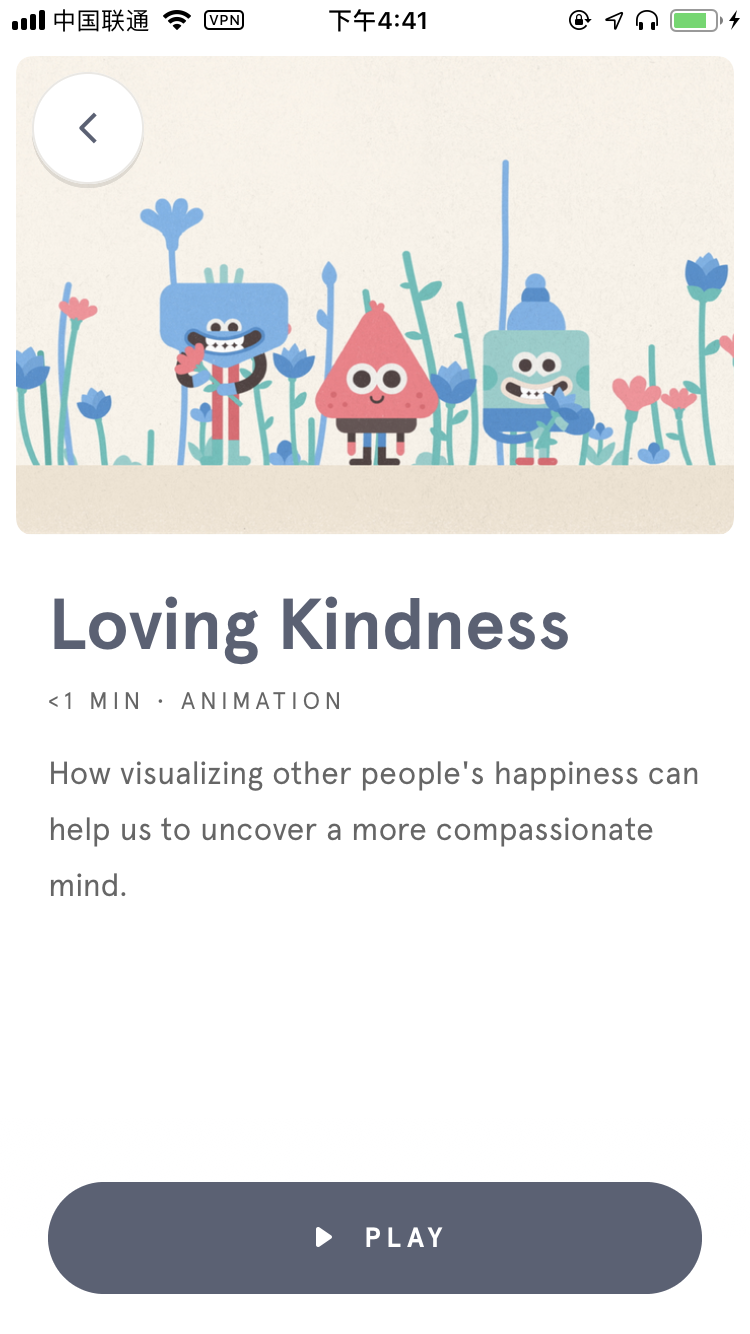 中国联通 VPN 下午4:41
Loving Kindness
<1 MIN · ANIMATION
How visualizing other people's happiness can
help us to uncover a more compassionate
mind.
PLAY